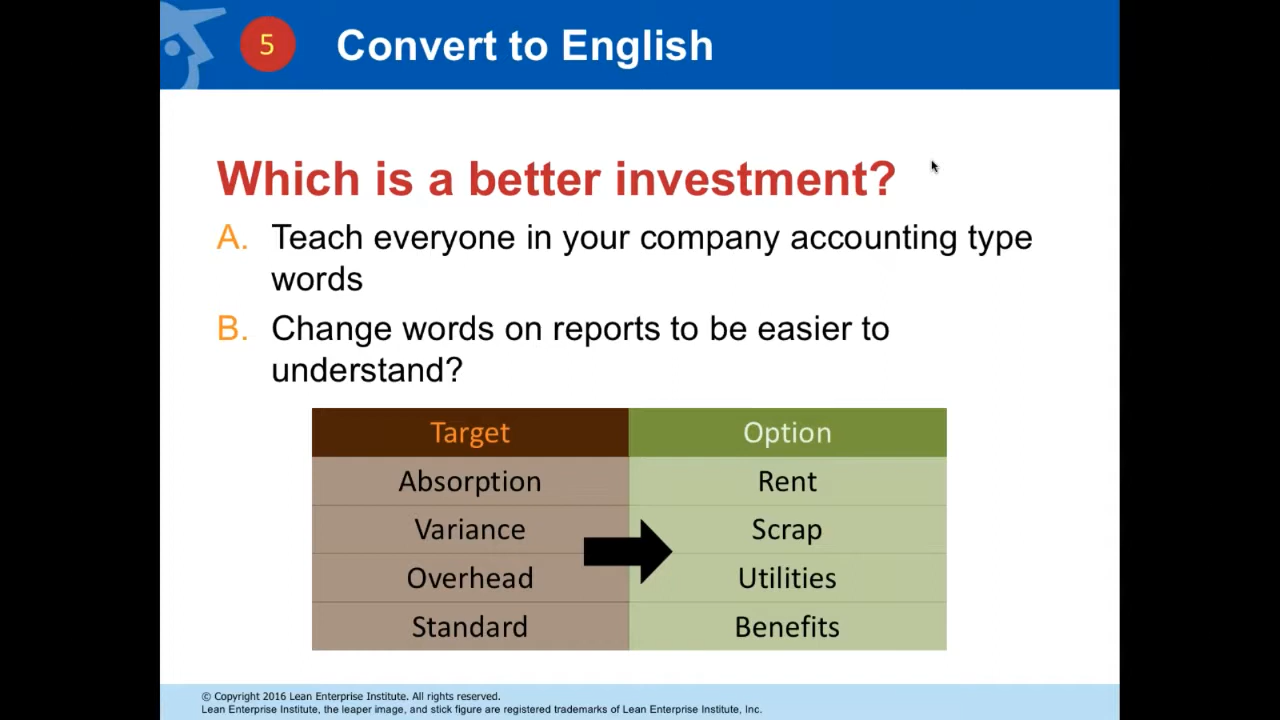 5 Convert to English
Which is a better investment?
A. Teach everyone in your company accounting type
words
B. Change words on reports to be easier to
understand?
Target Option
Absorption Rent
Variance Scrap
Overhead Utilities
Standard Benefits
© Copyright 2016 Lean Enterprise Institute. All rights reserved.
Lean Enterprise Institute, the leaper image, and stick figure are registered trademarks of Lean Enterprise Institute, Inc.